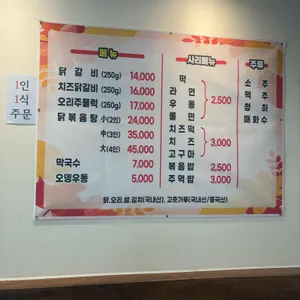 1인
1식
주문
메 뉴
닭 갈 비 (250g) 14,000
치즈닭갈비 (250g) 16,000
오리주물럭 (250g) 17,000
닭볶음탕 小(2인) 24,000
中(3인) 35,000
大(4인) 45,000
막국수 7,000
오뎅우동 5,000
사리메뉴
떡
라 면
우 동
쫄 면
2,500
치즈떡
치 즈
고구마
3,000
볶음밥 2,500
주먹밥 3,000
주류
소 주
맥 주
청 하
매화수
닭,오리,쌀,김치(국내산), 고춧가루(국내산/중국산)